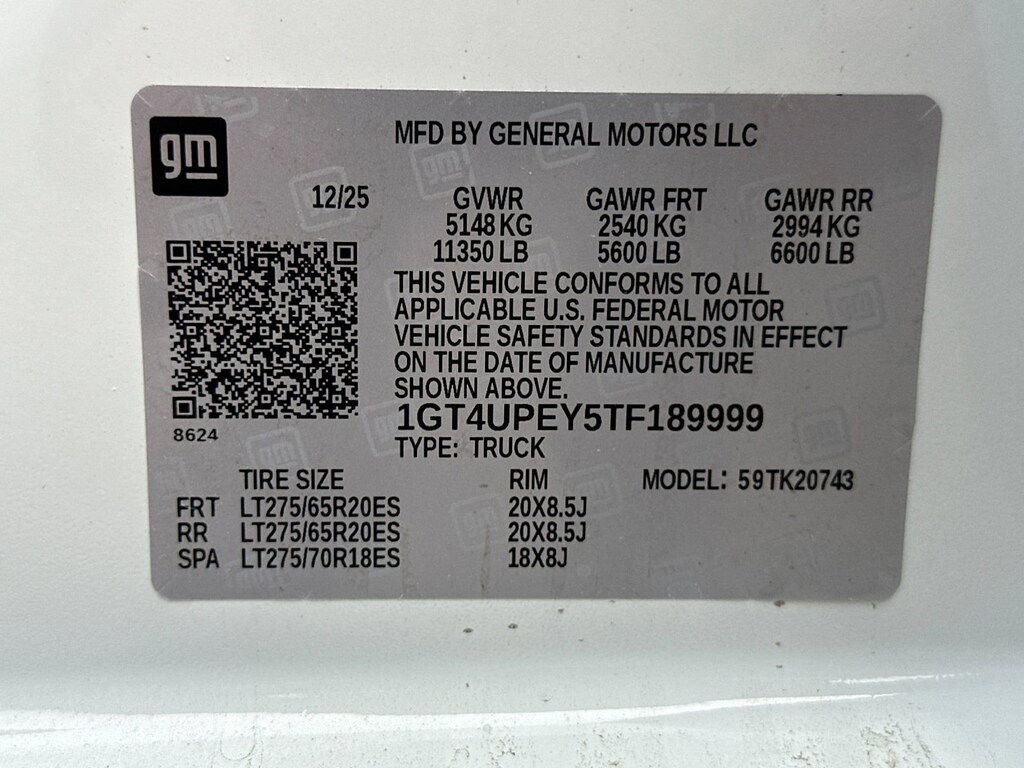 gm
MFD BY GENERAL MOTORS LLC
12/25 GVWR GAWR FRT GAWR RR
5148 KG 2540 KG 2994 KG
11350 LB 5600 LB 6600 LB
THIS VEHICLE CONFORMS TO ALL
APPLICABLE U.S. FEDERAL MOTOR
VEHICLE SAFETY STANDARDS IN EFFECT
ON THE DATE OF MANUFACTURE
SHOWN ABOVE.
1GT4UPEY5TF189999
8624
TYPE: TRUCK
TIRE SIZE RIM MODEL: 59TK20743
FRT LT275/65R20ES 20X8.5J
RR LT275/65R20ES 20X8.5J
SPA LT275/70R18ES 18X8J